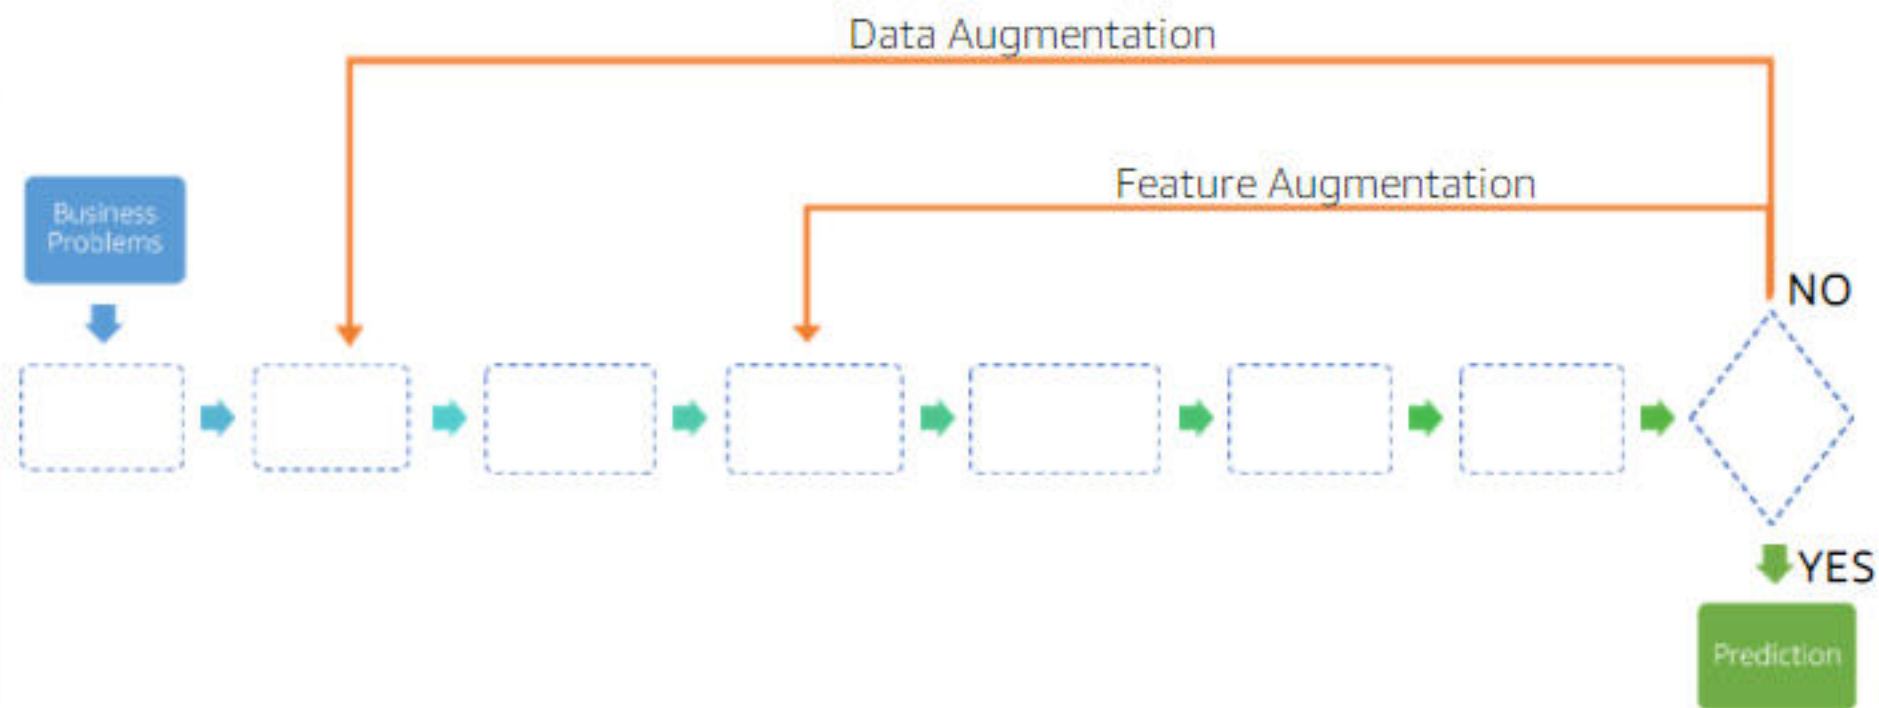 Data Augmentation
Feature Augmentation
Business
Problems
NO
YES
Prediction